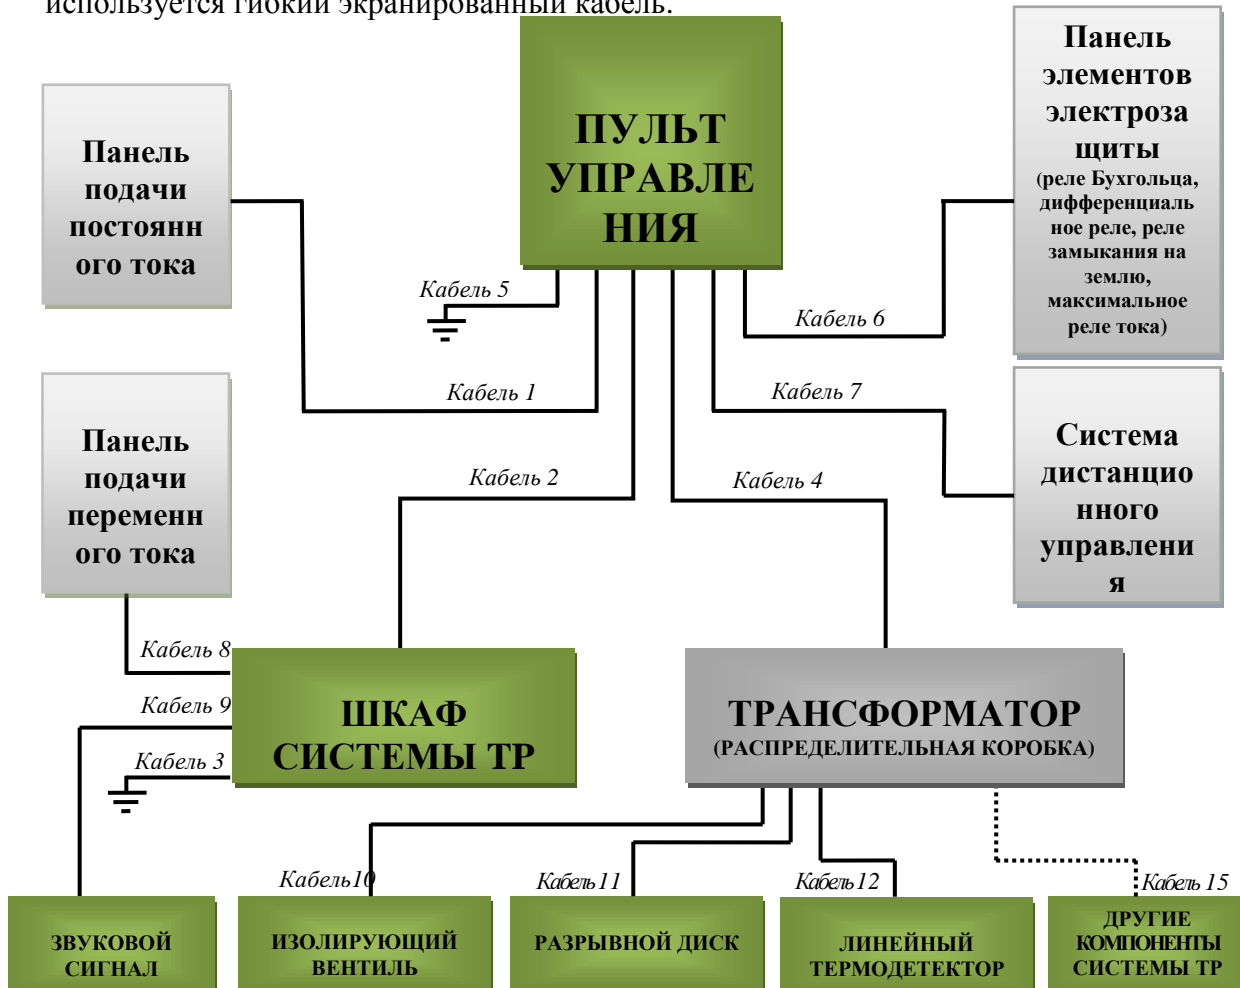 используется гибкий экранированный кабель.
ПУЛЬТ
УПРАВЛЕ
НИЯ
Панель
элементов
электроза
щиты
(реле Бухгольца,
дифференциаль
ное реле, реле
замыкания на
землю,
максимальное
реле тока)
Панель
подачи
постоянн
ого тока
Кабель 5
Кабель 6
Кабель 1
Кабель 7
Панель
подачи
переменн
ого тока
Система
дистанцио
нного
управлени
я
Кабель 2
Кабель 4
Кабель 8
Кабель 9
Кабель 3
ШКАФ
СИСТЕМЫ ТР
ТРАНСФОРМАТОР
(РАСПРЕДЕЛИТЕЛЬНАЯ КОРОБКА)
Кабель10
Кабель 11
Кабель 12
Кабель 15
ЗВУКОВОЙ
СИГНАЛ
ИЗОЛИРУЮЩИЙ
ВЕНТИЛЬ
РАЗРЫВНОЙ ДИСК
ЛИНЕЙНЫЙ
ТЕРМОДЕТЕКТОР
ДРУГИЕ
КОМПОНЕНТЫ
СИСТЕМЫ ТР